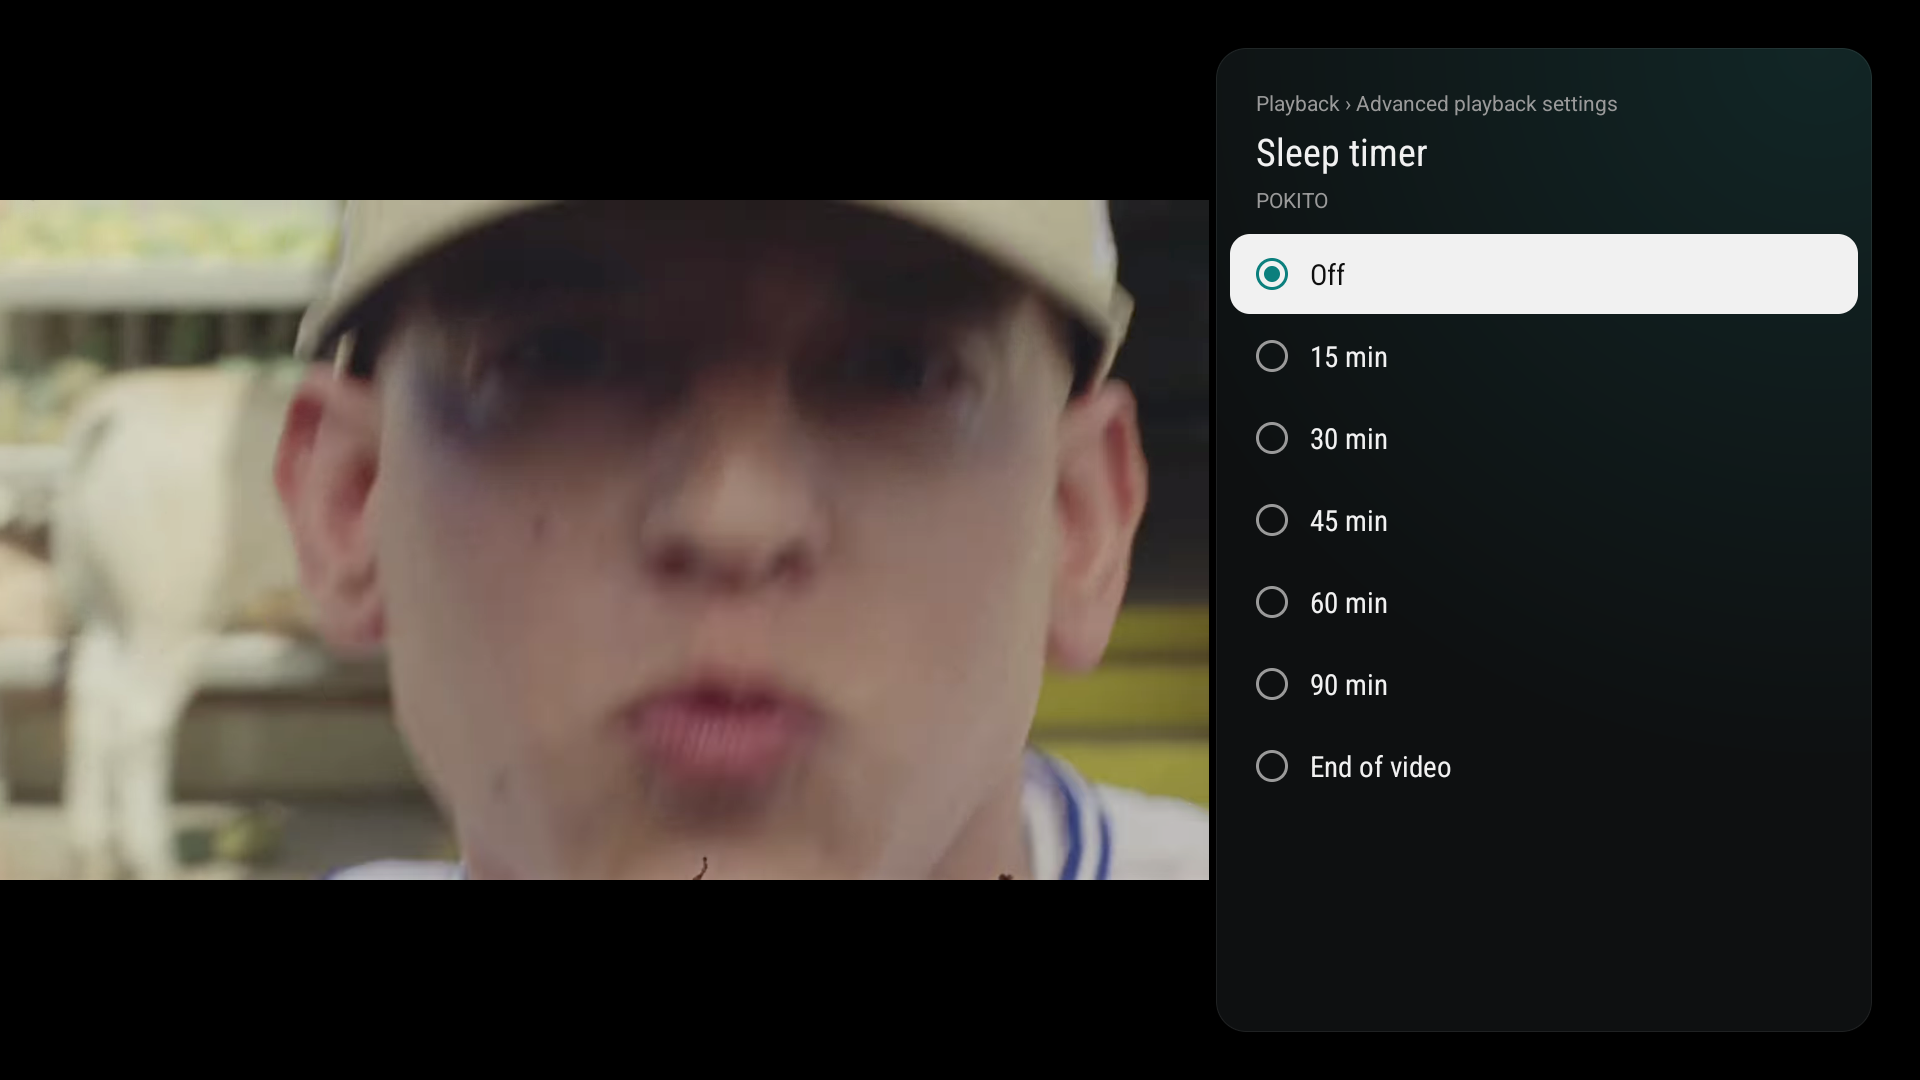 Playback › Advanced playback settings
Sleep timer
POKITO
Off
15 min
30 min
45 min
60 min
90 min
End of video